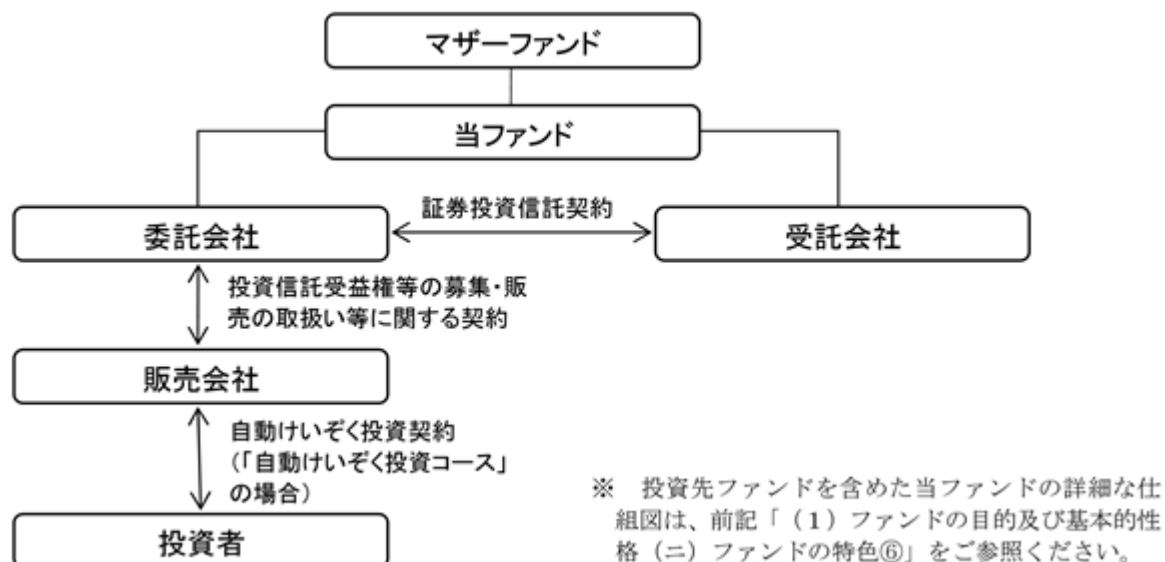 マザーファンド
当ファンド
証券投資信託契約
委託会社
受託会社
投資信託受益権等の募集・販
売の取扱い等に関する契約
販売会社
自動けいぞく投資契約
(「自動けいぞく投資コース」
の場合)
投資者
※ 投資先ファンドを含めた当ファンドの詳細な仕
組図は、前記「(1)ファンドの目的及び基本的性
格(ニ)ファンドの特色⑥」をご参照ください。